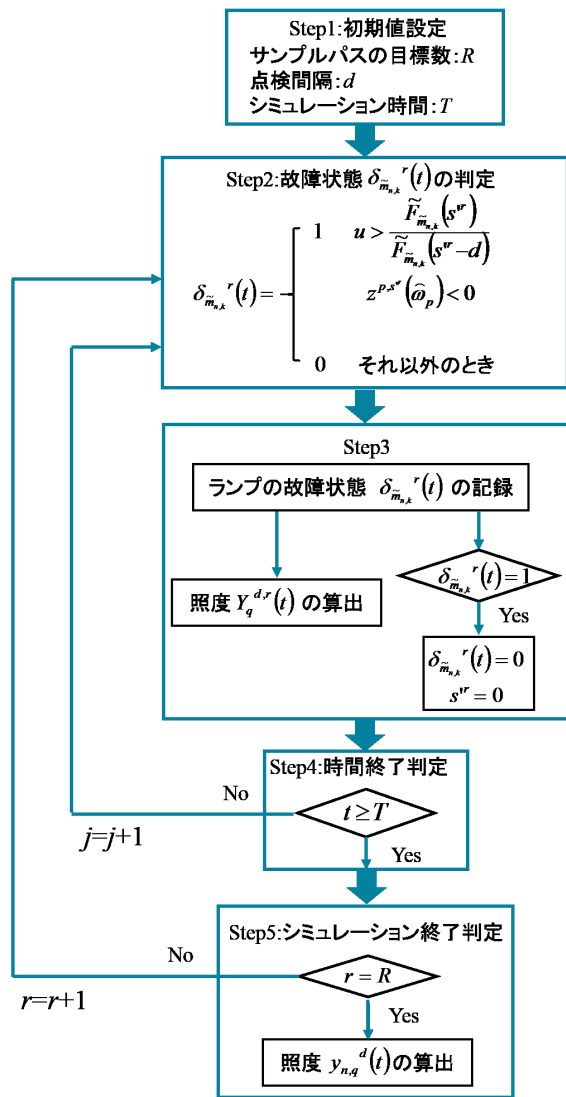 Step1:初期値設定
サンプルパスの目標数:R
点検間隔:d
シミュレーション時間:T
Step2:故障状態 δ_{m̃_{n,k}}^r(t)の判定
δ_{m̃_{n,k}}^r(t)=
1 u > F̃_{m̃_{n,k}}(s'^r) / F̃_{m̃_{n,k}}(s'^r−d)
z^{p,s'^r}(ω̂_p)<0
0 それ以外のとき
Step3
ランプの故障状態 δ_{m̃_{n,k}}^r(t) の記録
δ_{m̃_{n,k}}^r(t)=1
照度 Y_q^{d,r}(t) の算出
Yes
δ_{m̃_{n,k}}^r(t)=0
s'^r=0
Step4:時間終了判定
No
t≥T
j=j+1
Yes
Step5:シミュレーション終了判定
No
r=R
r=r+1
Yes
照度 y_{n,q}^d(t)の算出